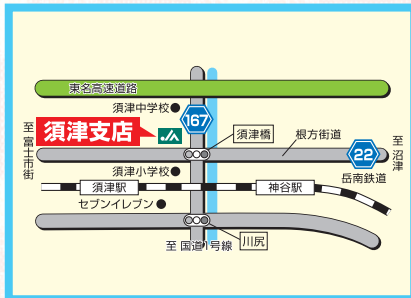 東名高速道路
須津中学校
167
須津支店
JA
須津橋
根方街道
至 富士市街
22
至 沼津
須津小学校
岳南鉄道
須津駅
神谷駅
セブンイレブン
至 国道1号線
川尻